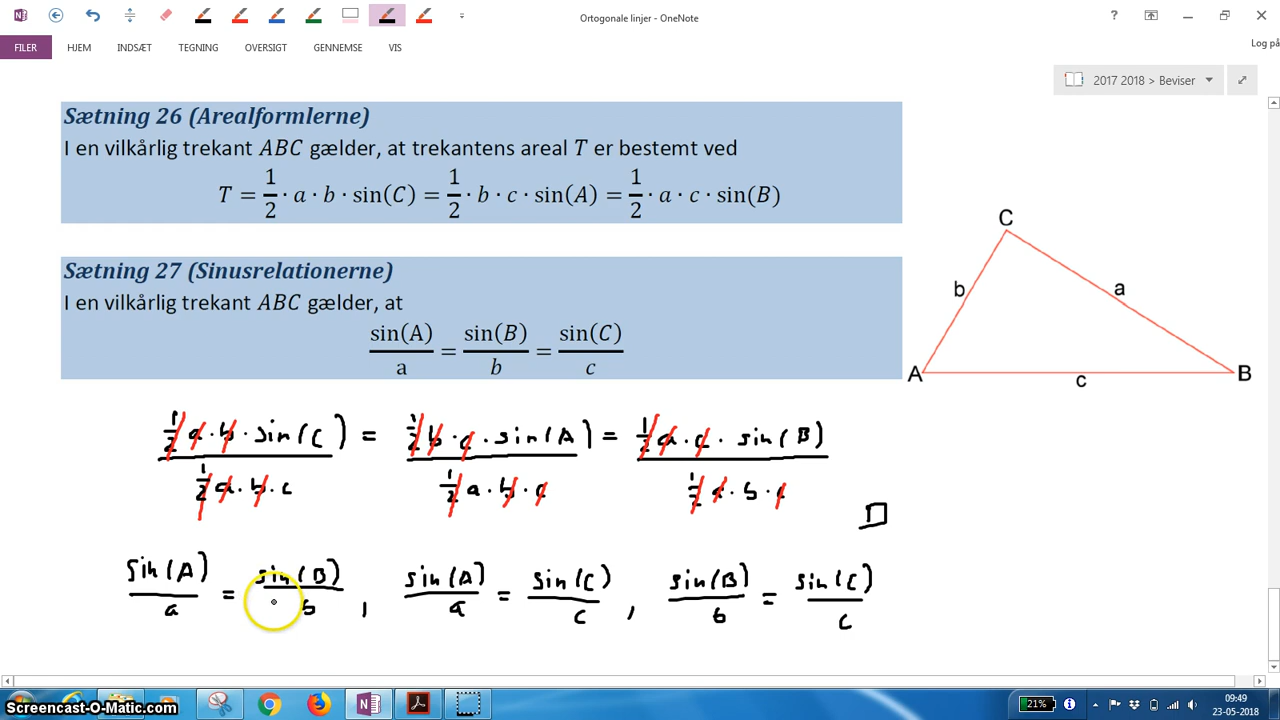 Ortogonale linjer - OneNote
?
FILER HJEM INDSÆT TEGNING OVERSIGT GENNEMSE VIS
Log på
2017 2018 > Beviser
Sætning 26 (Arealformlerne)
I en vilkårlig trekant ABC gælder, at trekantens areal T er bestemt ved
T = 1/2 · a · b · sin(C) = 1/2 · b · c · sin(A) = 1/2 · a · c · sin(B)
Sætning 27 (Sinusrelationerne)
I en vilkårlig trekant ABC gælder, at
sin(A)/a = sin(B)/b = sin(C)/c
C
b a
A c B
1/2 a · b · sin(C) = 1/2 b · c · sin(A) = 1/2 a · c · sin(B)
1/2 a · b · c 1/2 a · b · c 1/2 a · b · c
sin(A)/a = sin(B)/b , sin(A)/a = sin(C)/c , sin(B)/b = sin(C)/c
Screencast-O-Matic.com
21%
09:49
23-05-2018